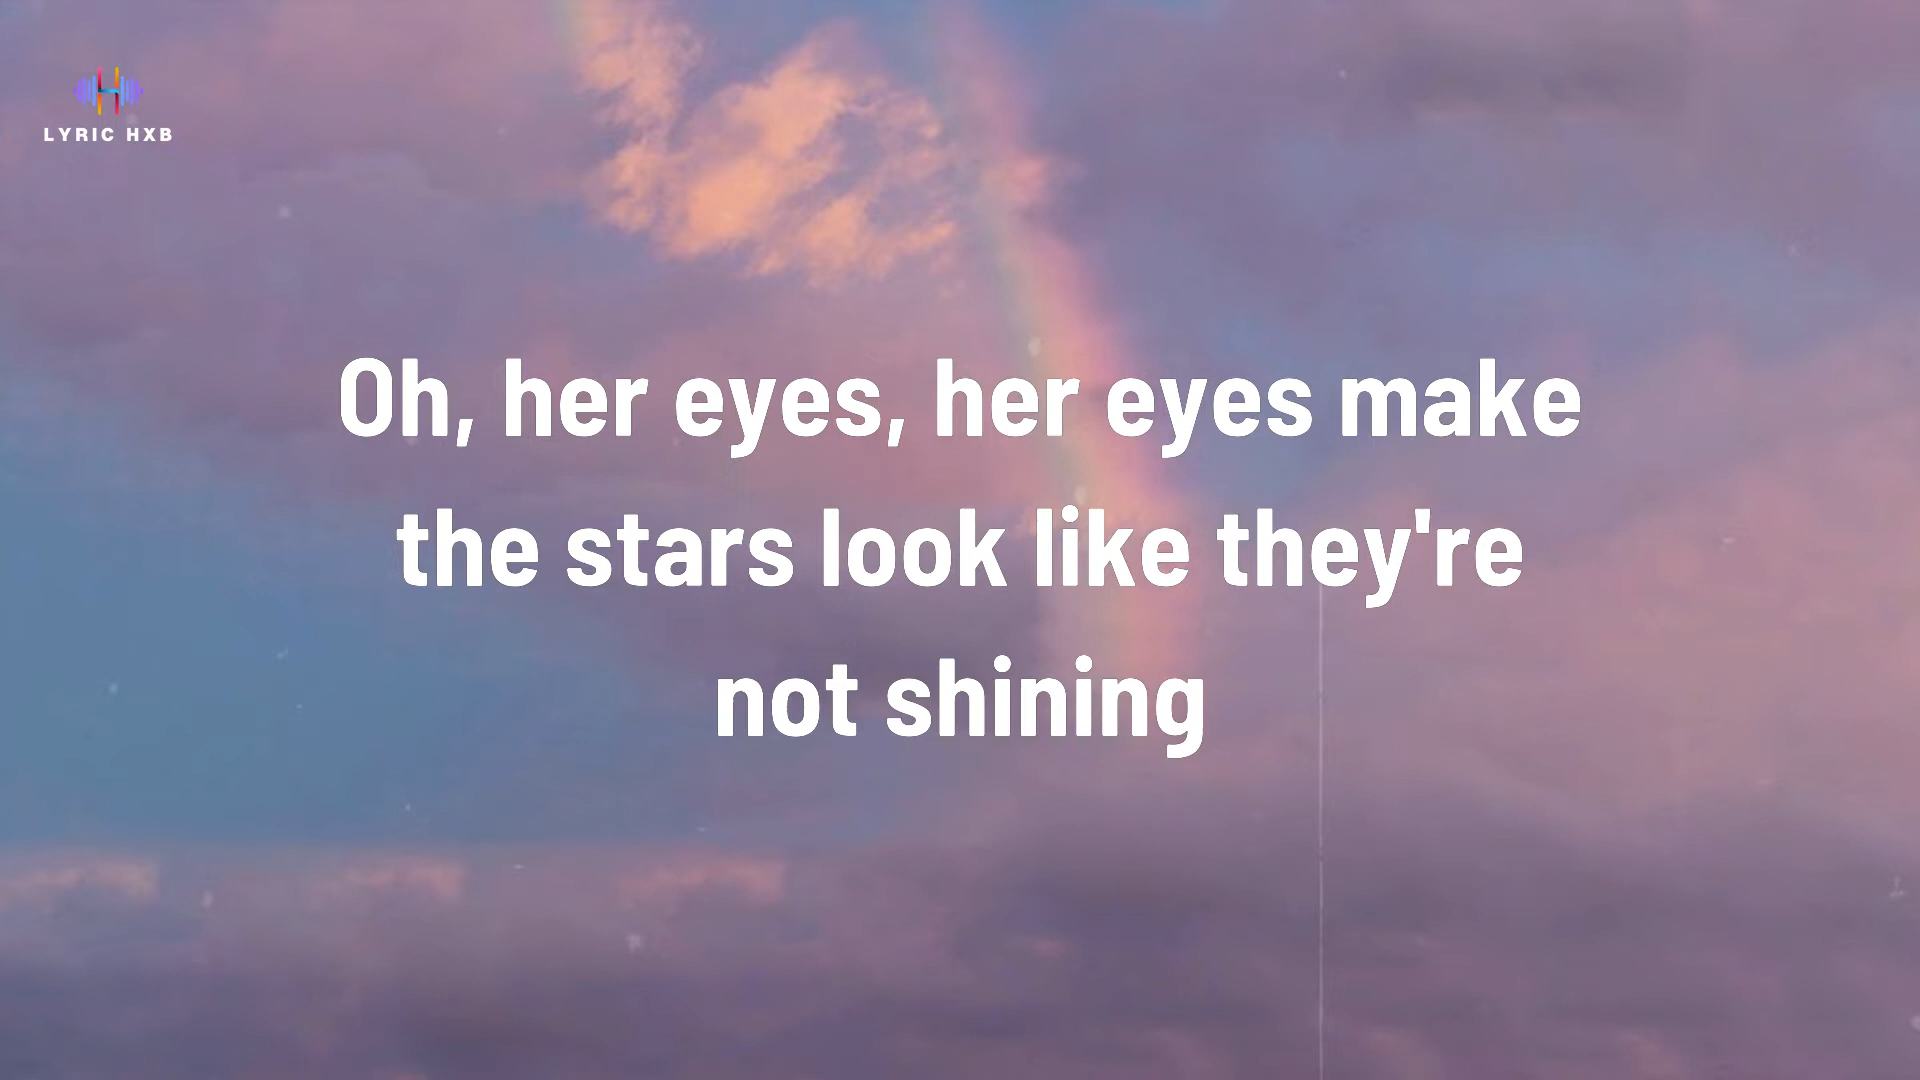 LYRIC HXB
Oh, her eyes, her eyes make
the stars look like they're
not shining